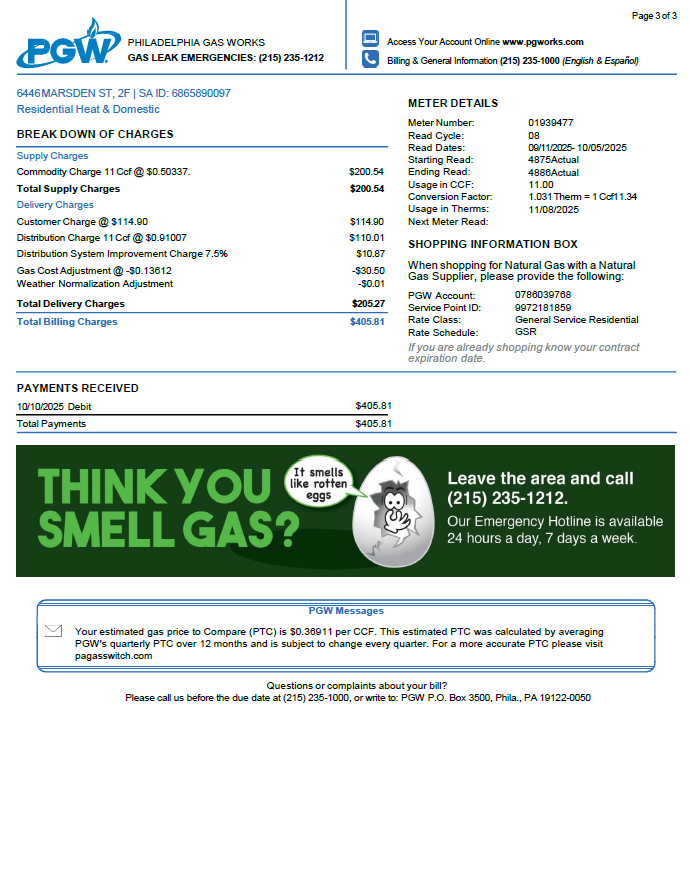 Page 3 of 3
PGW
PHILADELPHIA GAS WORKS
GAS LEAK EMERGENCIES: (215) 235-1212
Access Your Account Online www.pgworks.com
Billing & General Information (215) 235-1000 (English & Español)
6446MARSDEN ST, 2F | SA ID: 6865890097
Residential Heat & Domestic
BREAK DOWN OF CHARGES
Supply Charges
Commodity Charge 11 Ccf @ $0.50337. $200.54
Total Supply Charges $200.54
Delivery Charges
Customer Charge @ $114.90 $114.90
Distribution Charge 11 Ccf @ $0.91007 $110.01
Distribution System Improvement Charge 7.5% $10.87
Gas Cost Adjustment @ -$0.13612 -$30.50
Weather Normalization Adjustment -$0.01
Total Delivery Charges $205.27
Total Billing Charges $405.81
METER DETAILS
Meter Number: 01939477
Read Cycle: 08
Read Dates: 09/11/2025- 10/05/2025
Starting Read: 4875Actual
Ending Read: 4886Actual
Usage in CCF: 11.00
Conversion Factor: 1.031 Therm = 1 Ccf11.34
Usage in Therms: 11/08/2025
Next Meter Read:
SHOPPING INFORMATION BOX
When shopping for Natural Gas with a Natural
Gas Supplier, please provide the following:
PGW Account: 0786039768
Service Point ID: 9972181859
Rate Class: General Service Residential
Rate Schedule: GSR
If you are already shopping know your contract
expiration date.
PAYMENTS RECEIVED
10/10/2025 Debit $405.81
Total Payments $405.81
THINK YOU
SMELL GAS?
It smells
like rotten
eggs
Leave the area and call
(215) 235-1212.
Our Emergency Hotline is available
24 hours a day, 7 days a week.
PGW Messages
Your estimated gas price to Compare (PTC) is $0.36911 per CCF. This estimated PTC was calculated by averaging
PGW's quarterly PTC over 12 months and is subject to change every quarter. For a more accurate PTC please visit
pagasswitch.com
Questions or complaints about your bill?
Please call us before the due date at (215) 235-1000, or write to: PGW P.O. Box 3500, Phila., PA 19122-0050